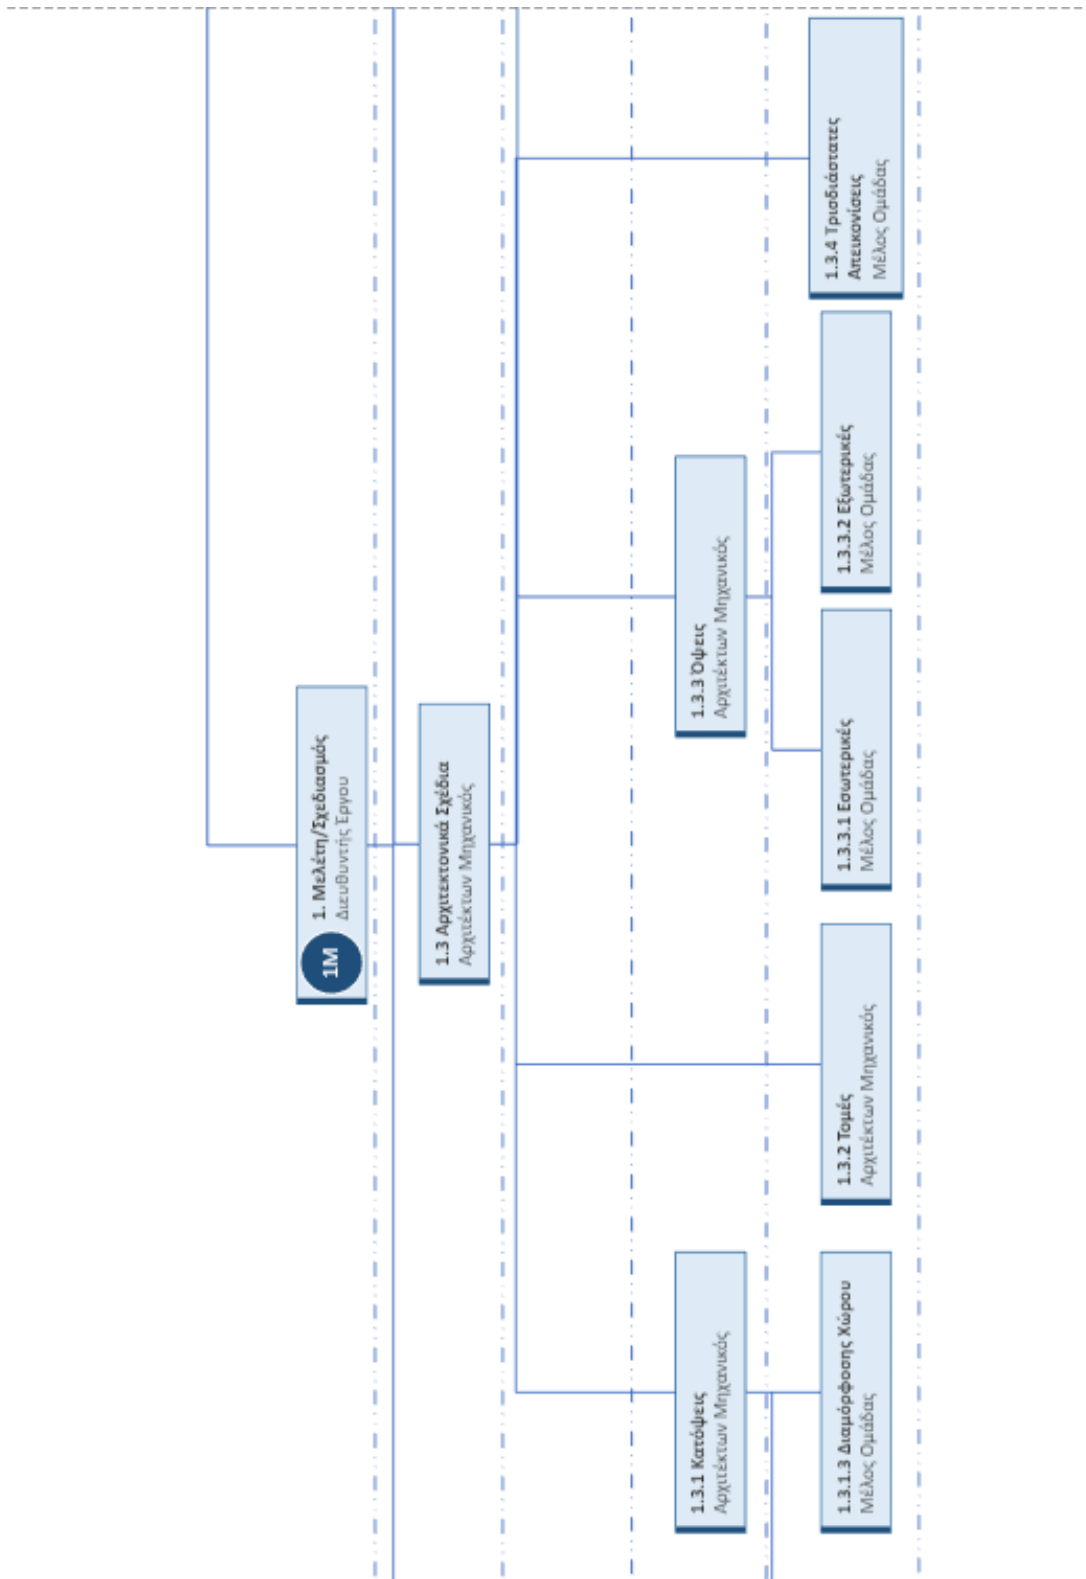 1M
1. Μελέτη/Σχεδιασμός
Διευθυντής Έργου
1.3 Αρχιτεκτονικά Σχέδια
Αρχιτέκτων Μηχανικός
1.3.1 Κατόψεις
Αρχιτέκτων Μηχανικός
1.3.3 Όψεις
Αρχιτέκτων Μηχανικός
1.3.1.3 Διαμόρφωσης Χώρου
Μέλος Ομάδας
1.3.2 Τομές
Αρχιτέκτων Μηχανικός
1.3.3.1 Εσωτερικές
Μέλος Ομάδας
1.3.3.2 Εξωτερικές
Μέλος Ομάδας
1.3.4 Τρισδιάστατες
Απεικονίσεις
Μέλος Ομάδας